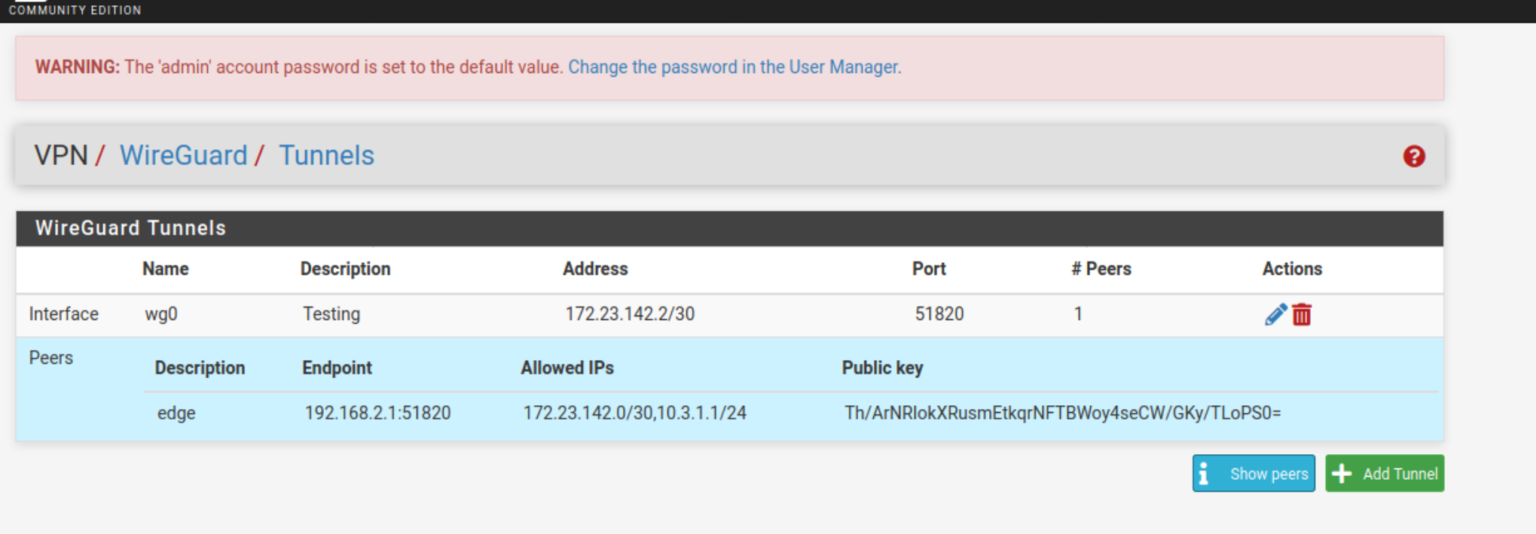 COMMUNITY EDITION
WARNING: The 'admin' account password is set to the default value. Change the password in the User Manager.
VPN / WireGuard / Tunnels
WireGuard Tunnels
Name Description Address Port # Peers Actions
Interface wg0 Testing 172.23.142.2/30 51820 1
Peers
Description Endpoint Allowed IPs Public key
edge 192.168.2.1:51820 172.23.142.0/30,10.3.1.1/24 Th/ArNRlokXRusmEtkqrNFTBWoy4seCW/GKy/TLoPS0=
Show peers Add Tunnel